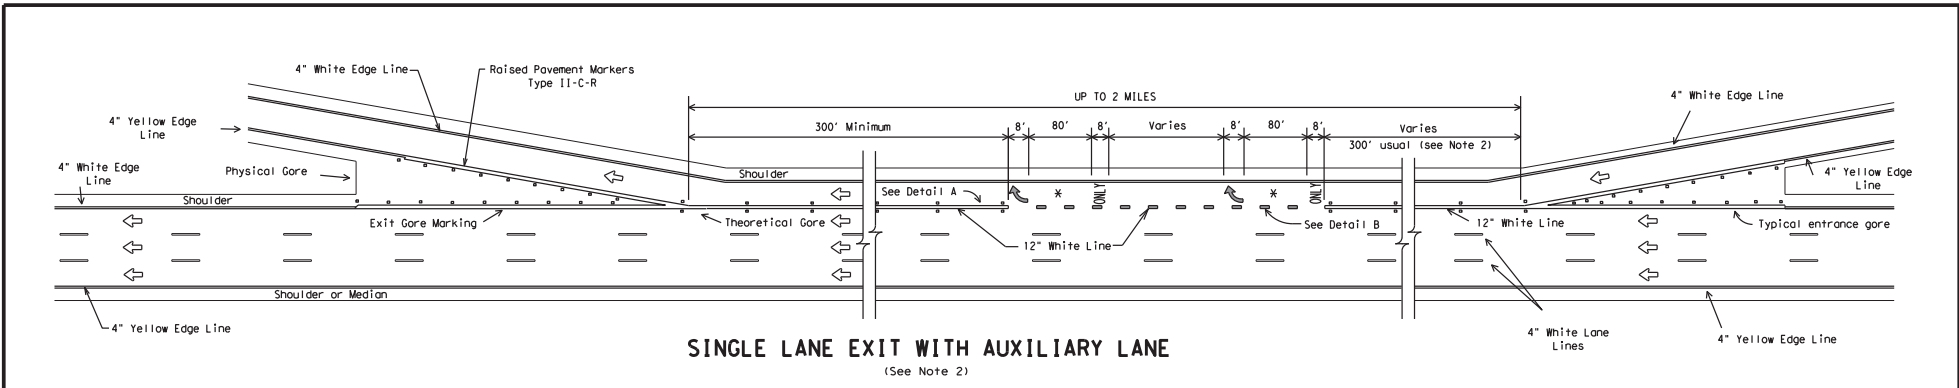 4" White Edge Line
Raised Pavement Markers
Type II-C-R
UP TO 2 MILES
4" White Edge Line
4" Yellow Edge
Line
300' Minimum
8'
80'
8'
Varies
8'
80'
8'
Varies
300' usual (see Note 2)
4" White Edge
Line
Physical Gore
Shoulder
4" Yellow Edge
Line
Shoulder
See Detail A
*
ONLY
*
ONLY
Exit Gore Marking
Theoretical Gore
12" White Line
See Detail B
12" White Line
Typical entrance gore
Shoulder or Median
4" Yellow Edge Line
4" White Lane
Lines
4" Yellow Edge Line
SINGLE LANE EXIT WITH AUXILIARY LANE
(See Note 2)